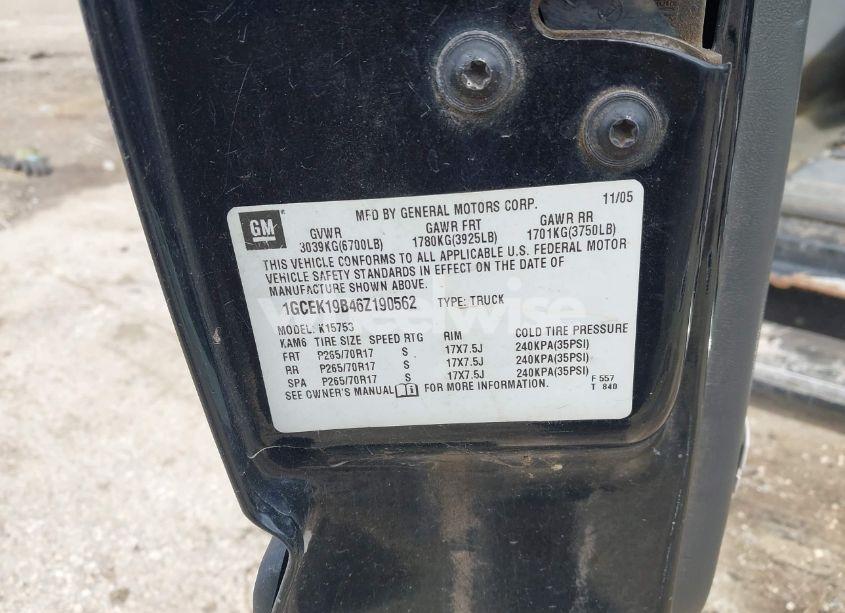 11/05
MFD BY GENERAL MOTORS CORP.
GM
GVWR GAWR FRT GAWR RR
3039KG(6700LB) 1780KG(3925LB) 1701KG(3750LB)
THIS VEHICLE CONFORMS TO ALL APPLICABLE U.S. FEDERAL MOTOR
VEHICLE SAFETY STANDARDS IN EFFECT ON THE DATE OF
MANUFACTURE SHOWN ABOVE.
1GCEK19B46Z190562 TYPE: TRUCK
wheelwise
MODEL: K15753
KAM6 TIRE SIZE SPEED RTG RIM COLD TIRE PRESSURE
FRT P265/70R17 S 17X7.5J 240KPA(35PSI)
RR P265/70R17 S 17X7.5J 240KPA(35PSI)
SPA P265/70R17 S 17X7.5J 240KPA(35PSI)
SEE OWNER'S MANUAL FOR MORE INFORMATION.
F 557
T 840